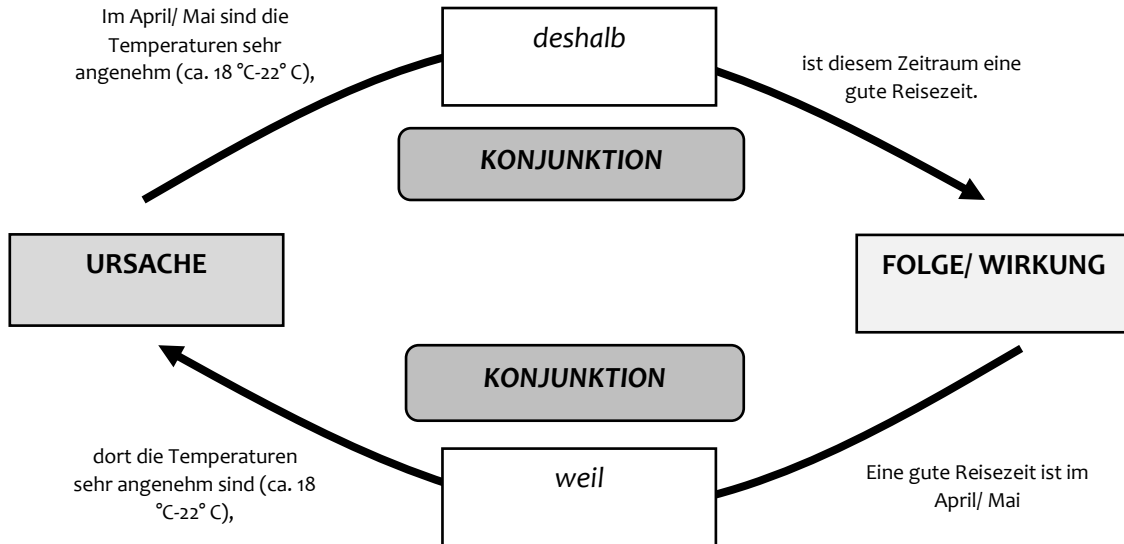 Im April/ Mai sind die
Temperaturen sehr
angenehm (ca. 18 °C-22° C),
deshalb
ist diesem Zeitraum eine
gute Reisezeit.
KONJUNKTION
URSACHE
FOLGE/ WIRKUNG
KONJUNKTION
dort die Temperaturen
sehr angenehm sind (ca. 18
°C-22° C),
weil
Eine gute Reisezeit ist im
April/ Mai